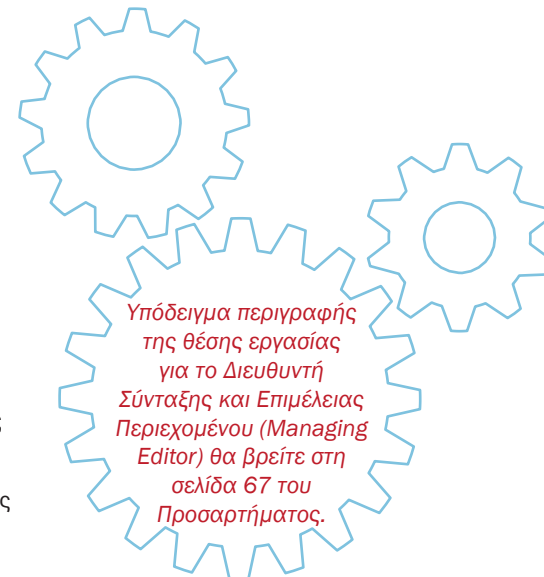 Υπόδειγμα περιγραφής
της θέσης εργασίας
για το Διευθυντή
Σύνταξης και Επιμέλειας
Περιεχομένου (Managing
Editor) θα βρείτε στη
σελίδα 67 του
Προσαρτήματος.